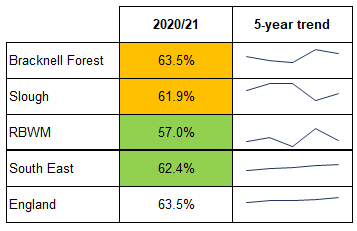 2020/21 5-year trend
Bracknell Forest 63.5%
Slough 61.9%
RBWM 57.0%
South East 62.4%
England 63.5%